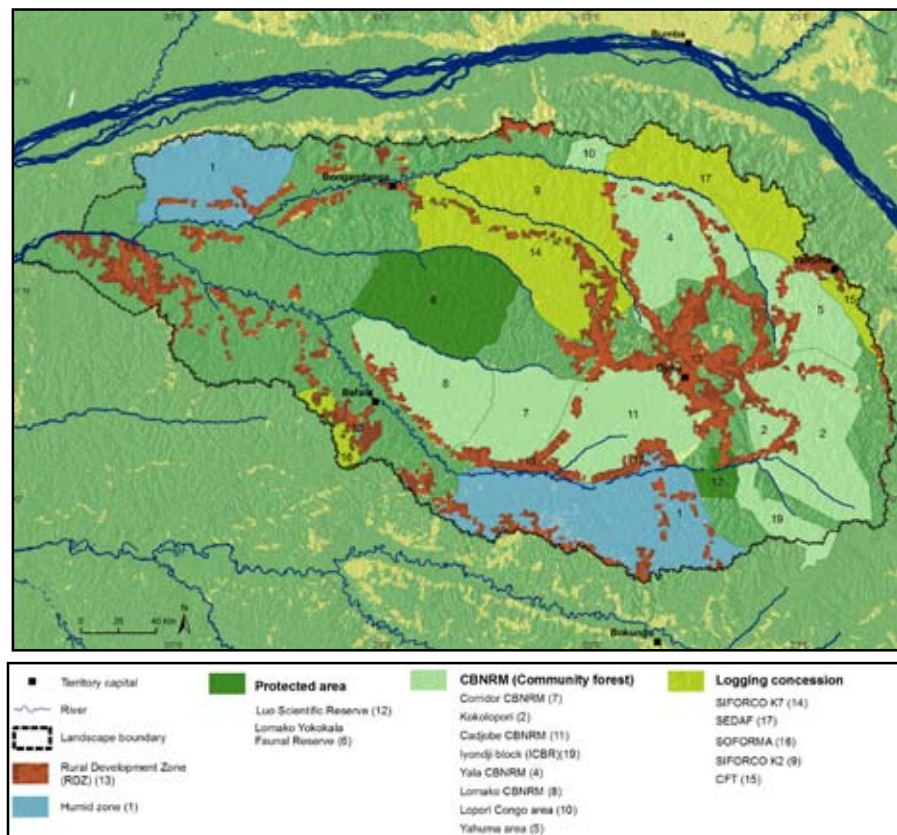 Bumba
1
10
17
Bongandanga
9
4
14
15
5
6
13
8
Befale
7
11
2
2
16
12
1
19
0 25 40 Km
N
Territory capital
River
Landscape boundary
Rural Development Zone
(RDZ) (13)
Humid zone (1)
Protected area
Luo Scientific Reserve (12)
Lomako Yokokala
Faunal Reserve (6)
CBNRM (Community forest)
Corridor CBNRM (7)
Kokolopori (2)
Cadjobe CBNRM (11)
Iyondji block (ICBR)(19)
Yala CBNRM (4)
Lomako CBNRM (8)
Lopori Congo area (10)
Yahuma area (5)
Logging concession
SIFORCO K7 (14)
SEDAF (17)
SOFORMA (16)
SIFORCO K2 (9)
CFT (15)